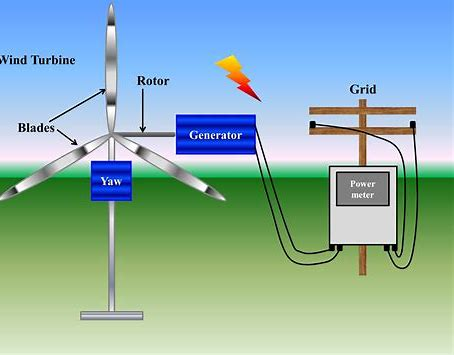 Wind Turbine
Rotor
Grid
Blades
Generator
Yaw
Power
meter